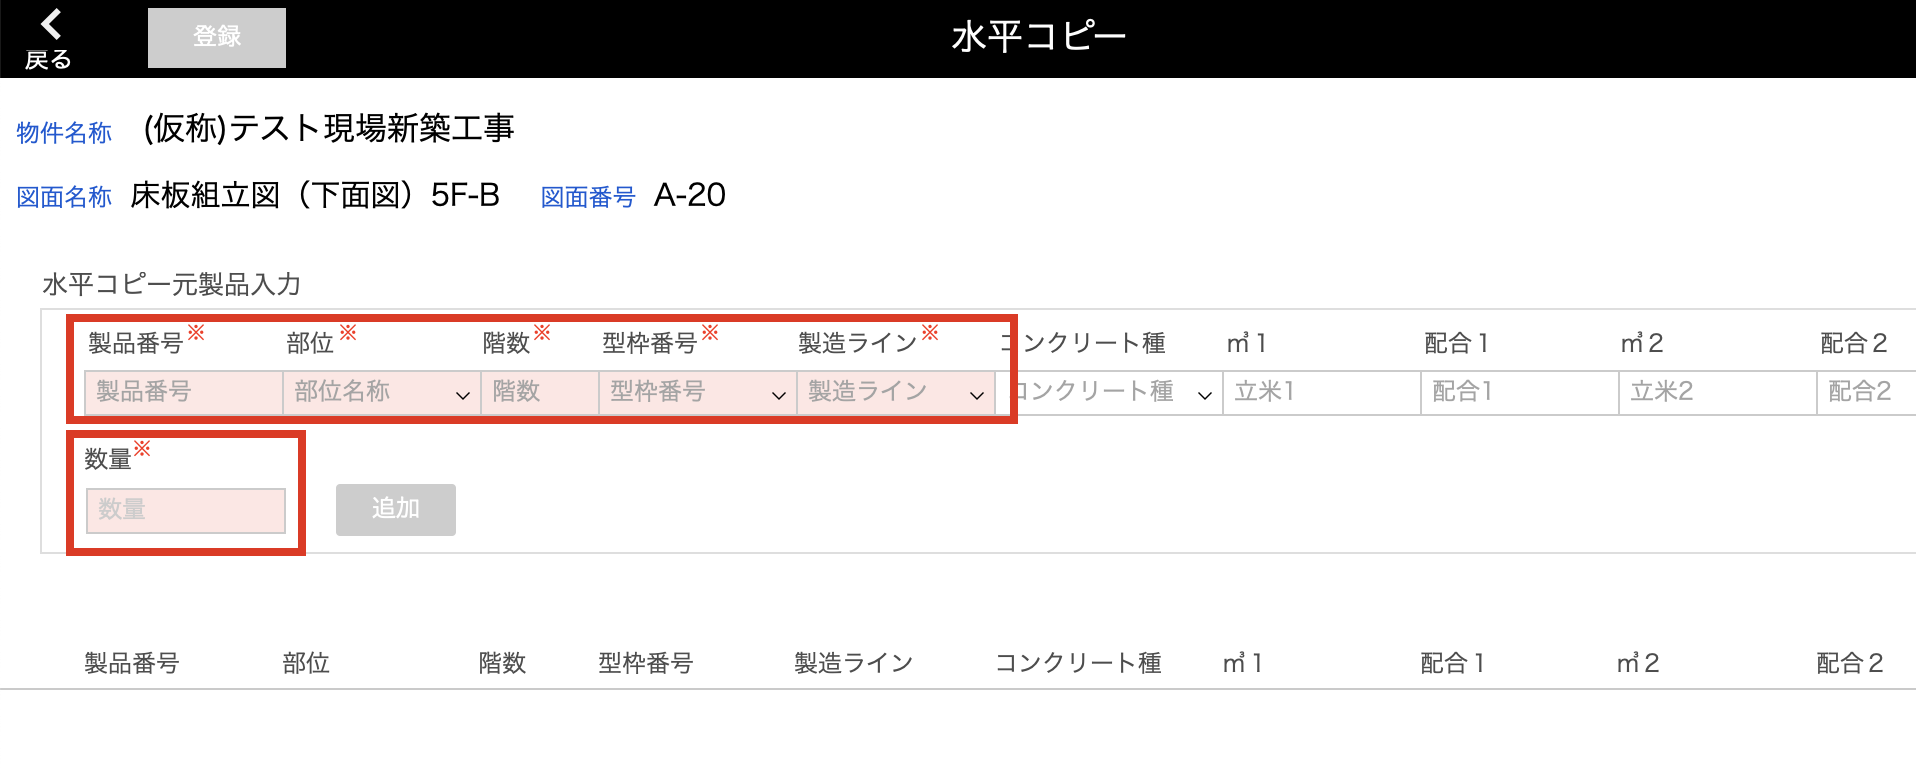 戻る 登録 水平コピー
物件名称 (仮称)テスト現場新築工事
図面名称 床板組立図（下面図）5F-B 図面番号 A-20
水平コピー元製品入力
製品番号※ 部位※ 階数※ 型枠番号※ 製造ライン※ コンクリート種 ㎥1 配合1 ㎥2 配合2
製品番号 部位名称 階数 型枠番号 製造ライン コンクリート種 立米1 配合1 立米2 配合2
数量※
数量 追加
製品番号 部位 階数 型枠番号 製造ライン コンクリート種 ㎥1 配合1 ㎥2 配合2